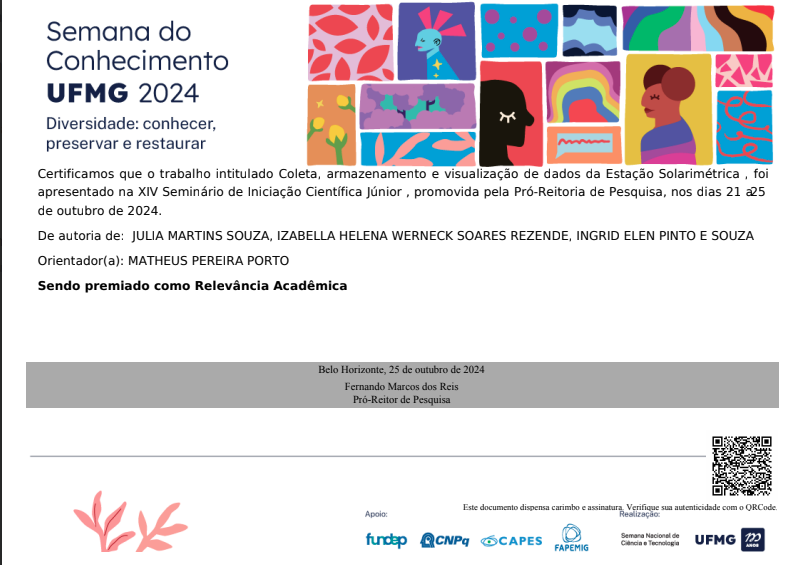 Semana do
Conhecimento
UFMG 2024
Diversidade: conhecer,
preservar e restaurar
Certificamos que o trabalho intitulado Coleta, armazenamento e visualização de dados da Estação Solarimétrica , foi
apresentado na XIV Seminário de Iniciação Científica Júnior , promovida pela Pró-Reitoria de Pesquisa, nos dias 21 a25
de outubro de 2024.
De autoria de: JULIA MARTINS SOUZA, IZABELLA HELENA WERNECK SOARES REZENDE, INGRID ELEN PINTO E SOUZA
Orientador(a): MATHEUS PEREIRA PORTO
Sendo premiado como Relevância Acadêmica
Belo Horizonte, 25 de outubro de 2024
Fernando Marcos dos Reis
Pró-Reitor de Pesquisa
Este documento dispensa carimbo e assinatura. Verifique sua autenticidade com o QRCode.
Apoio:
Realização:
fundep
CNPq
CAPES
FAPEMIG
Semana Nacional de
Ciência e Tecnologia
UFMG
ANOS